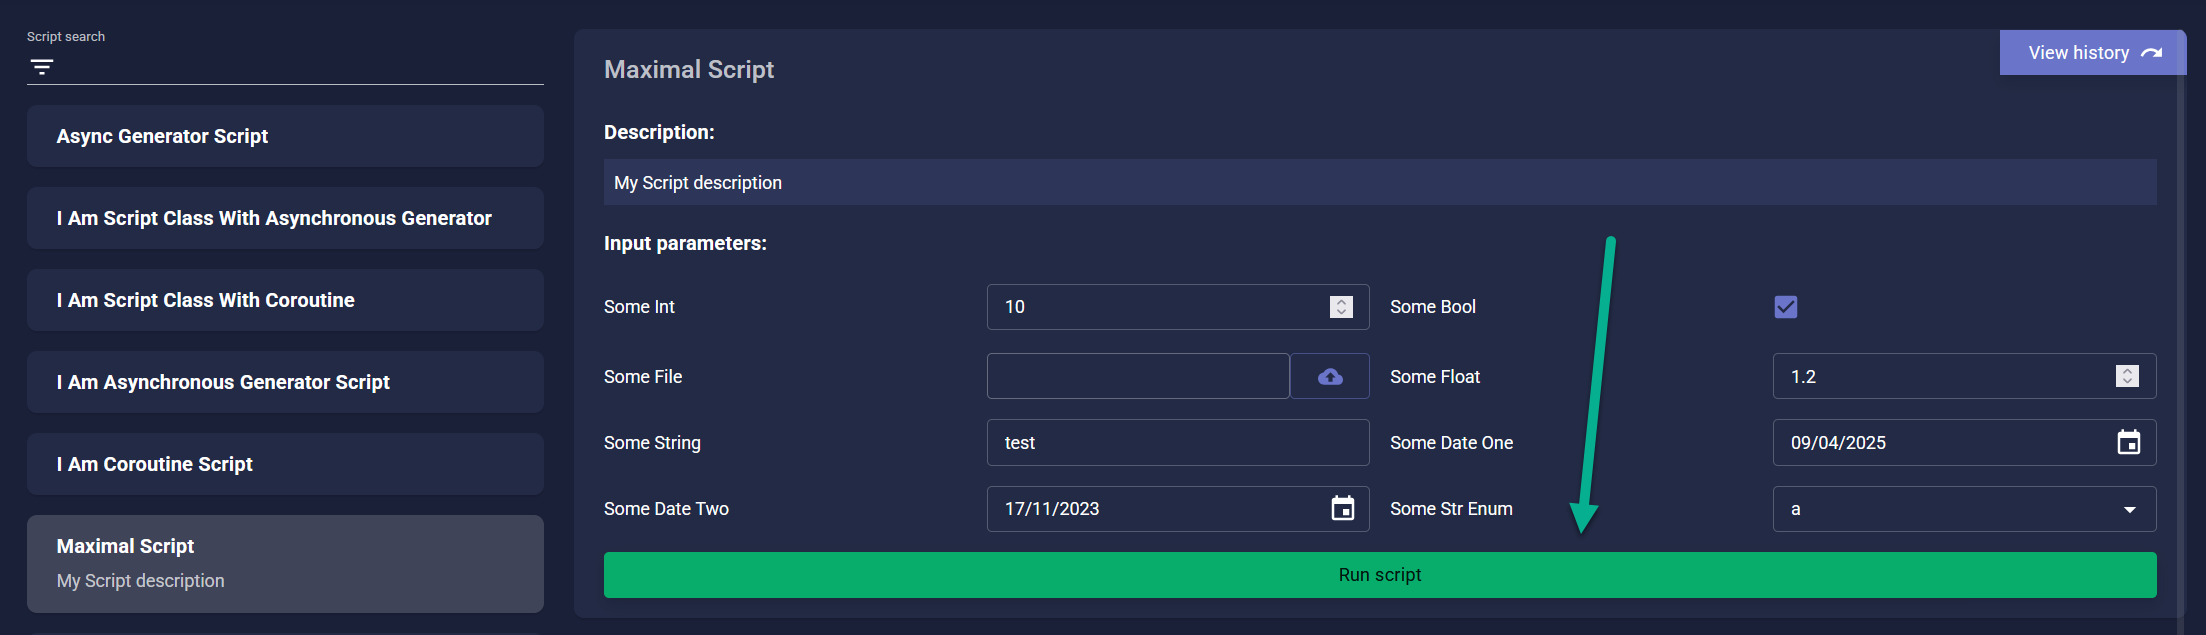 Script search
Async Generator Script
I Am Script Class With Asynchronous Generator
I Am Script Class With Coroutine
I Am Asynchronous Generator Script
I Am Coroutine Script
Maximal Script
My Script description
Maximal Script
View history
Description:
My Script description
Input parameters:
Some Int 10 Some Bool
Some File Some Float 1.2
Some String test Some Date One 09/04/2025
Some Date Two 17/11/2023 Some Str Enum a
Run script